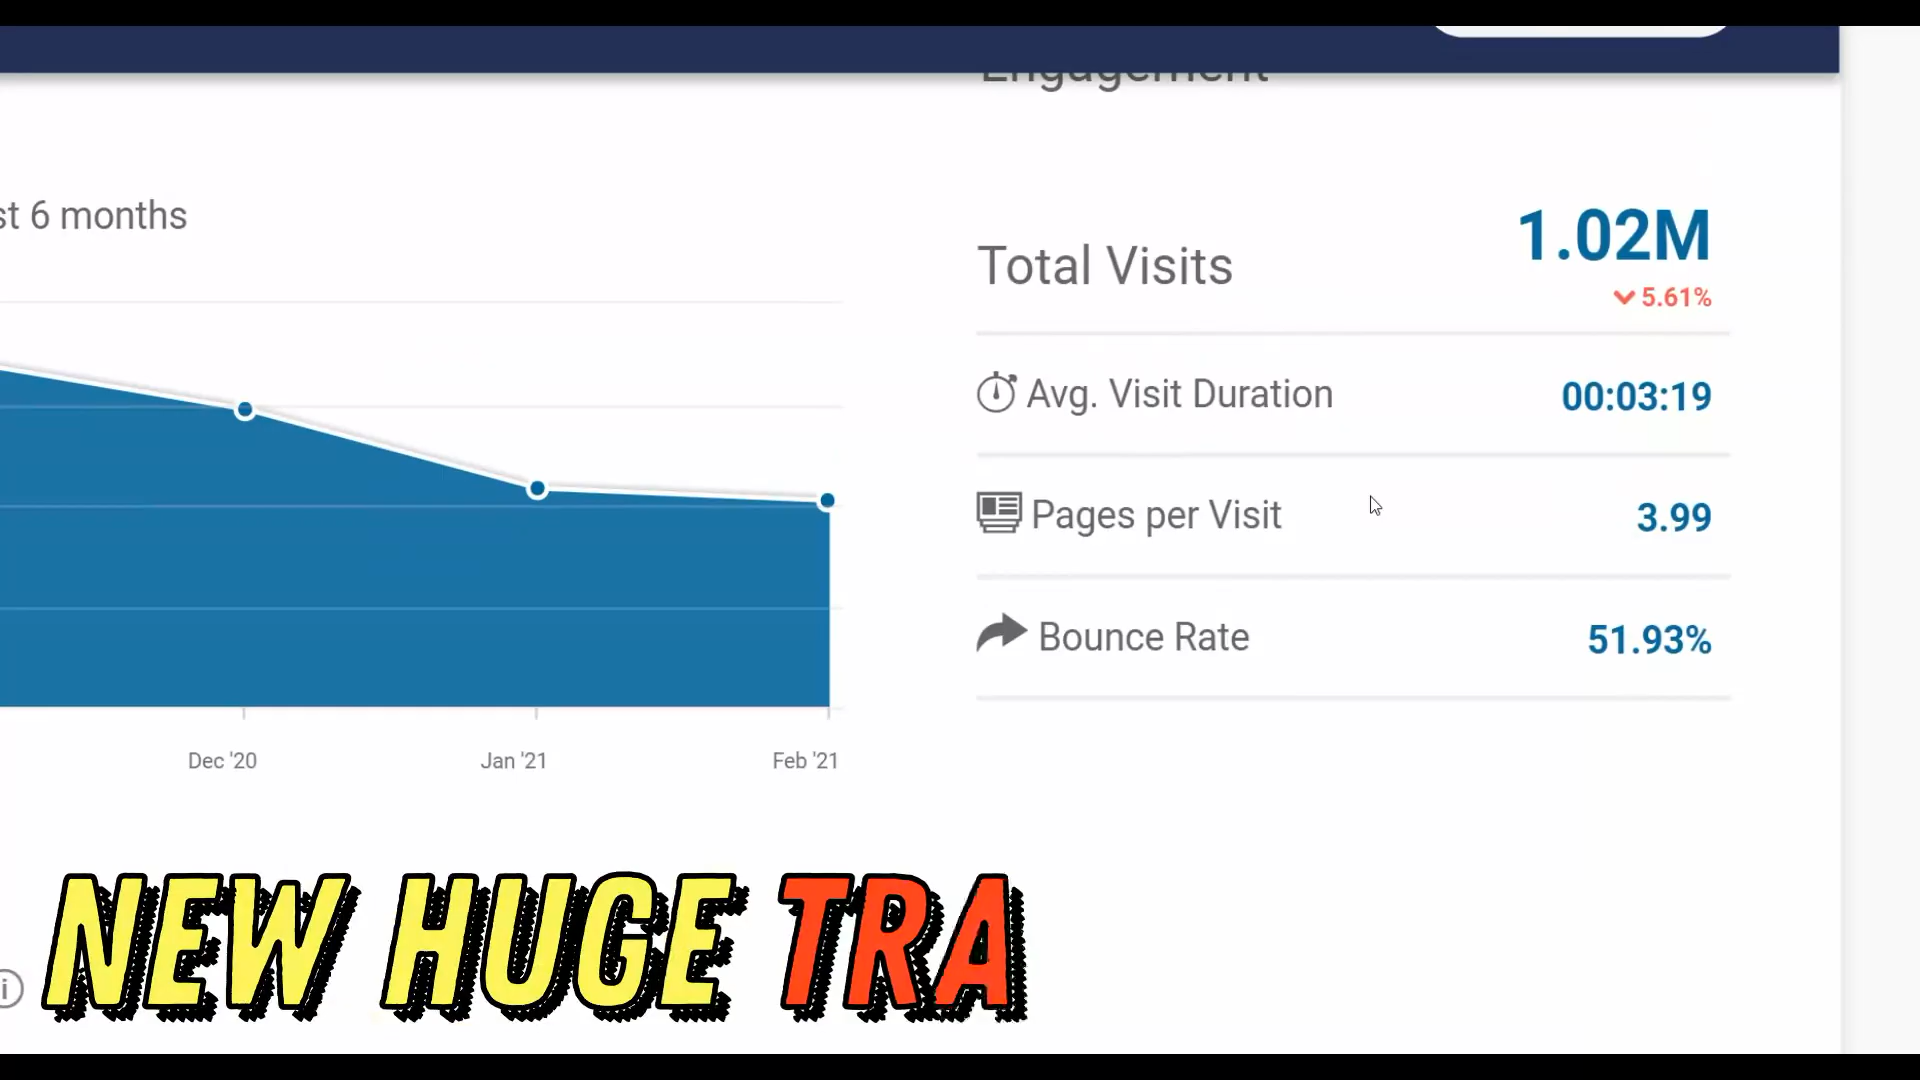 Engagement
st 6 months
Total Visits
1.02M
5.61%
Avg. Visit Duration
00:03:19
Pages per Visit
3.99
Bounce Rate
51.93%
Dec '20
Jan '21
Feb '21
NEW HUGE TRA